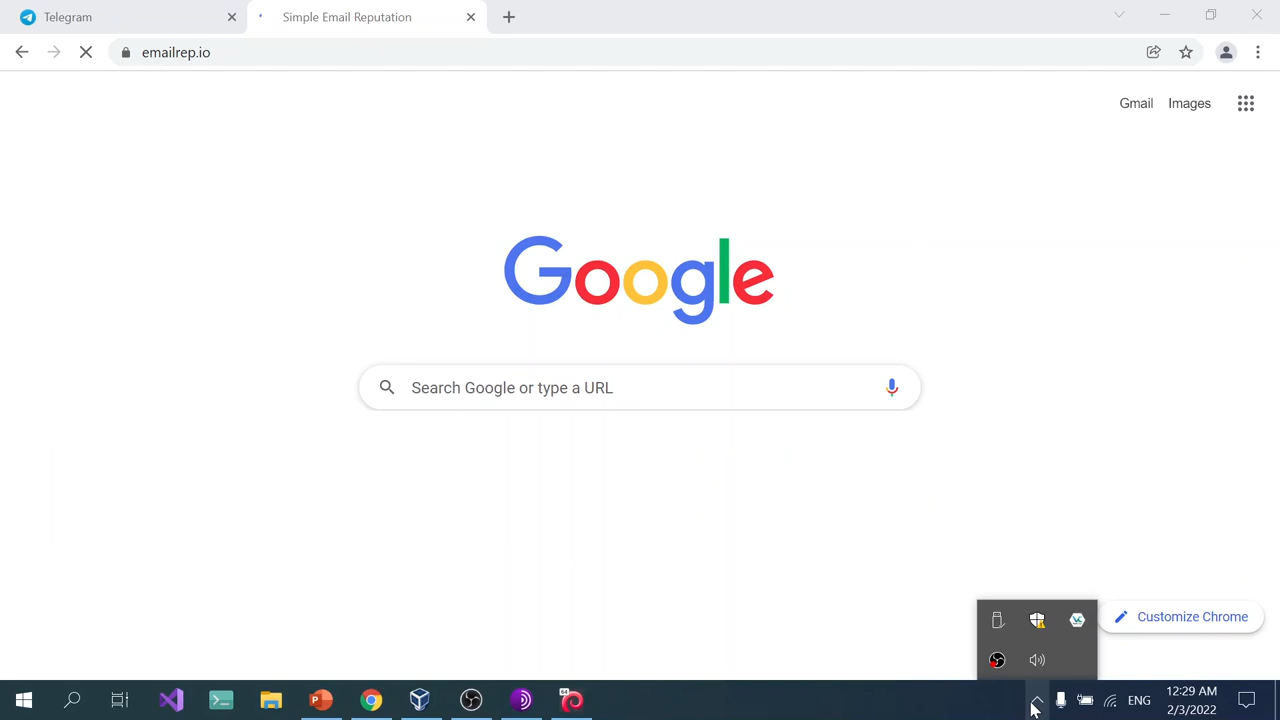 Telegram
Simple Email Reputation
emailrep.io
Gmail
Images
Google
Search Google or type a URL
Customize Chrome
64
ENG
12:29 AM
2/3/2022